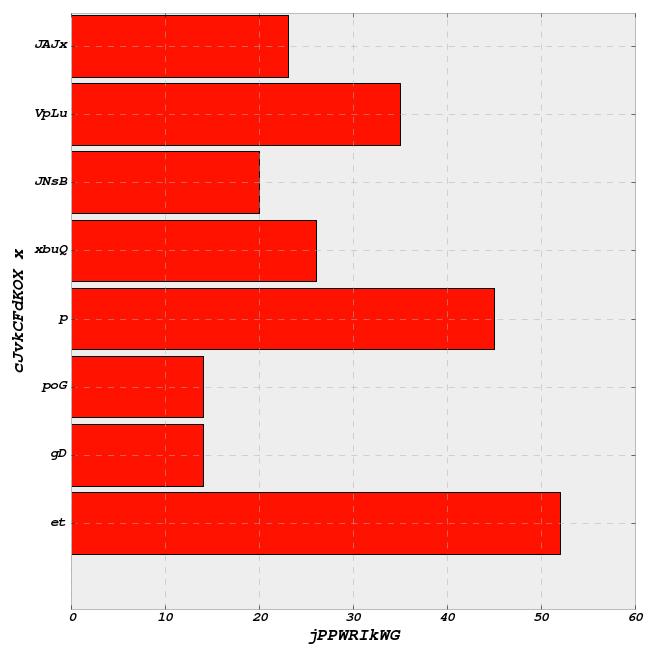 JAJx
VpLu
JNsB
xbuQ
p
poG
gD
et
cJvkCFdKOX x
0 10 20 30 40 50 60
jPPWRIkWG